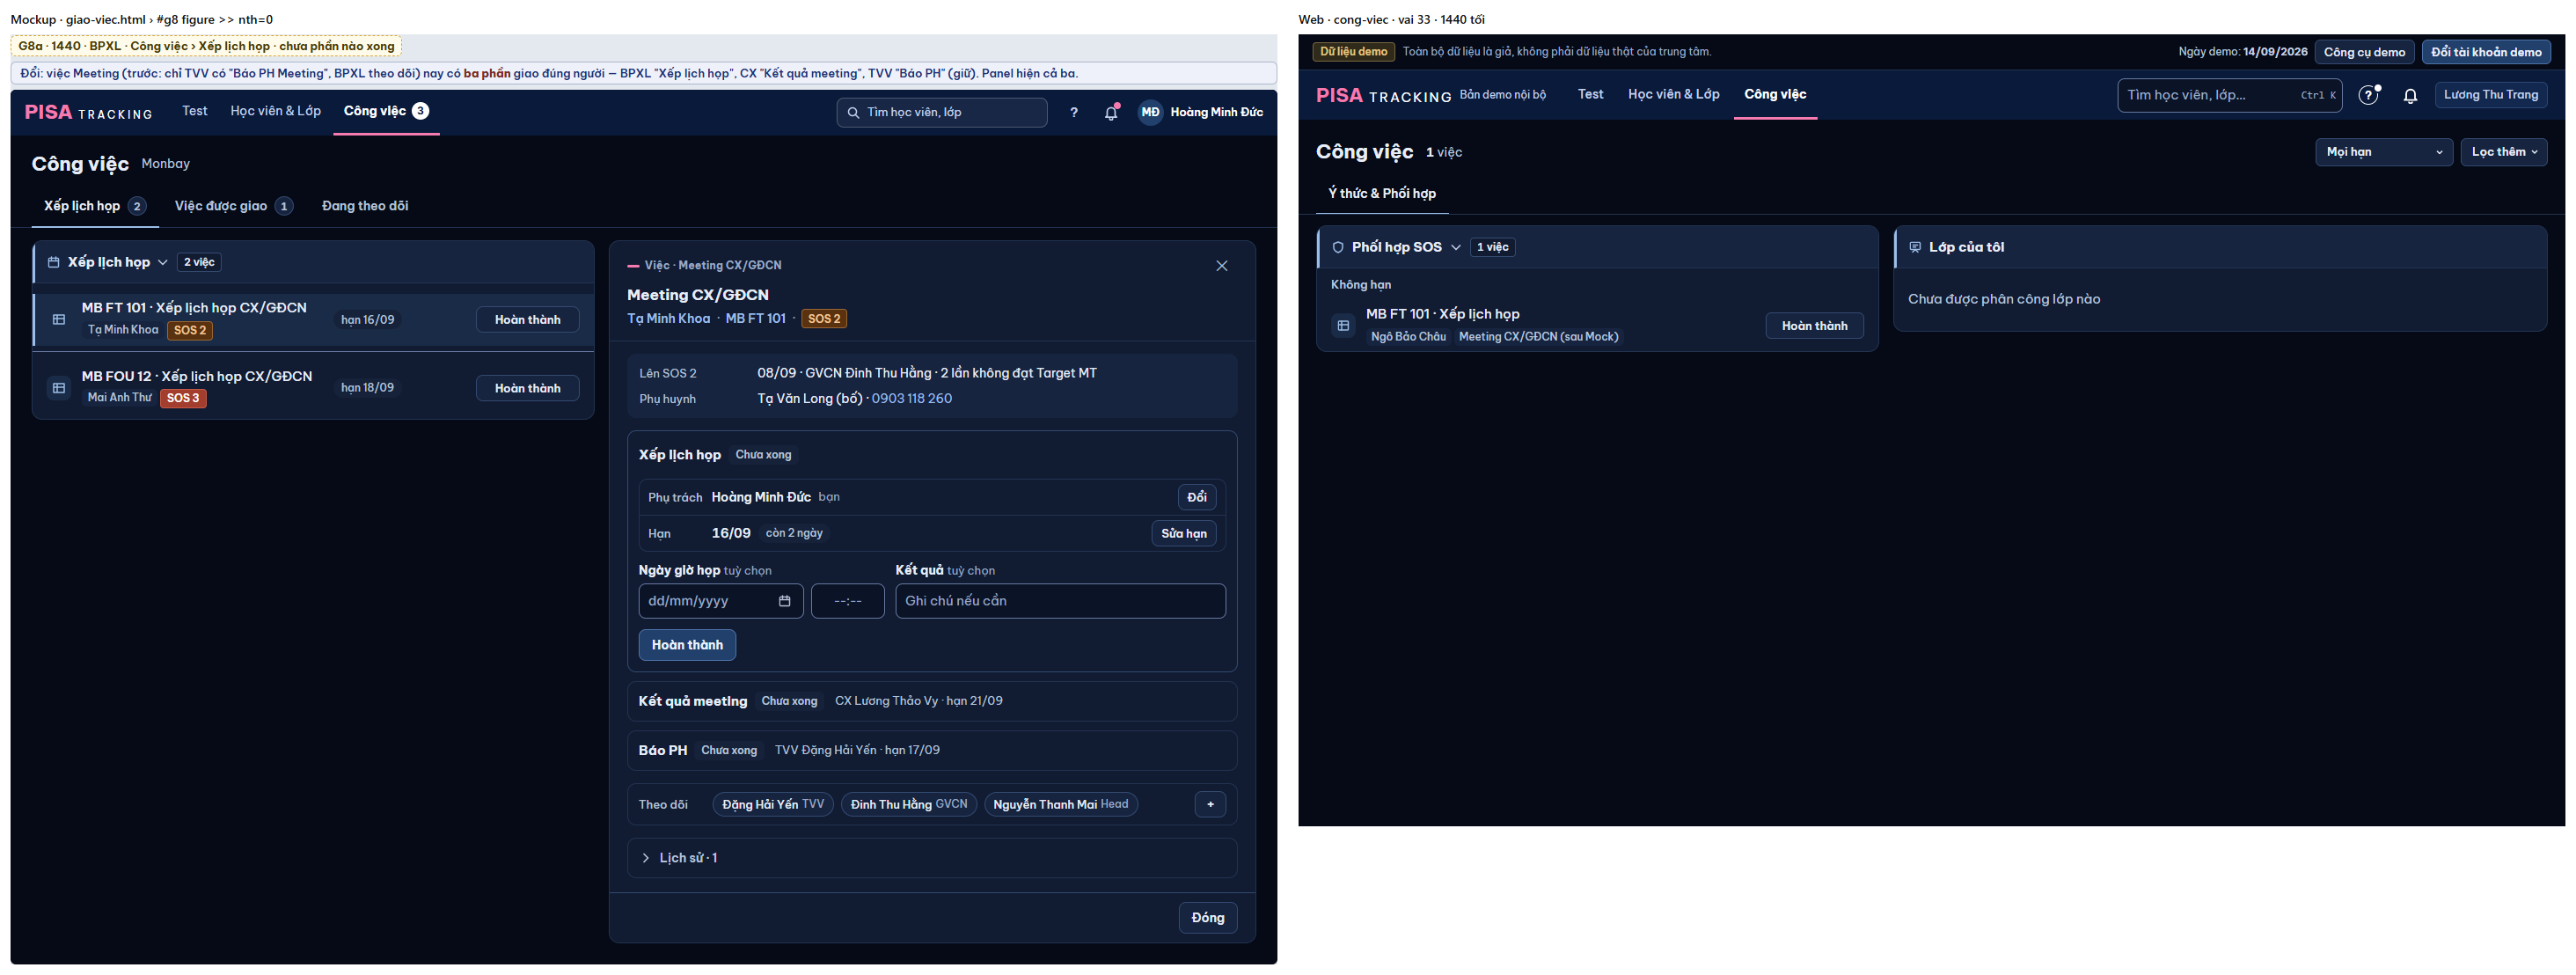 Mockup · giao-viec.html › #g8 figure >> nth=0
G8a · 1440 · BPXL · Công việc › Xếp lịch họp · chưa phần nào xong
Đổi: việc Meeting (trước: chỉ TVV có "Báo PH Meeting", BPXL theo dõi) nay có ba phần giao đúng người — BPXL "Xếp lịch họp", CX "Kết quả meeting", TVV "Báo PH" (giữ). Panel hiện cả ba.
PISA TRACKING Test Học viên & Lớp Công việc 3 Tìm học viên, lớp ? MĐ Hoàng Minh Đức
Công việc Monbay
Xếp lịch họp 2 Việc được giao 1 Đang theo dõi
Xếp lịch họp 2 việc
MB FT 101 · Xếp lịch họp CX/GĐCN hạn 16/09 Hoàn thành
Tạ Minh Khoa SOS 2
MB FOU 12 · Xếp lịch họp CX/GĐCN hạn 18/09 Hoàn thành
Mai Anh Thư SOS 3
Việc · Meeting CX/GĐCN
Meeting CX/GĐCN
Tạ Minh Khoa · MB FT 101 · SOS 2
Lên SOS 2 08/09 · GVCN Đinh Thu Hằng · 2 lần không đạt Target MT
Phụ huynh Tạ Văn Long (bố) · 0903 118 260
Xếp lịch họp Chưa xong
Phụ trách Hoàng Minh Đức bạn Đổi
Hạn 16/09 còn 2 ngày Sửa hạn
Ngày giờ họp tuỳ chọn Kết quả tuỳ chọn
dd/mm/yyyy --:-- Ghi chú nếu cần
Hoàn thành
Kết quả meeting Chưa xong CX Lương Thảo Vy · hạn 21/09
Báo PH Chưa xong TVV Đặng Hải Yến · hạn 17/09
Theo dõi Đặng Hải Yến TVV Đinh Thu Hằng GVCN Nguyễn Thanh Mai Head +
Lịch sử · 1
Đóng
Web · cong-viec · vai 33 · 1440 tối
Dữ liệu demo Toàn bộ dữ liệu là giả, không phải dữ liệu thật của trung tâm. Ngày demo: 14/09/2026 Công cụ demo Đổi tài khoản demo
PISA TRACKING Bản demo nội bộ Test Học viên & Lớp Công việc Tìm học viên, lớp... Ctrl K ? Lương Thu Trang
Công việc 1 việc Mọi hạn Lọc thêm
Ý thức & Phối hợp
Phối hợp SOS 1 việc
Không hạn
MB FT 101 · Xếp lịch họp Hoàn thành
Ngô Bảo Châu Meeting CX/GĐCN (sau Mock)
Lớp của tôi
Chưa được phân công lớp nào